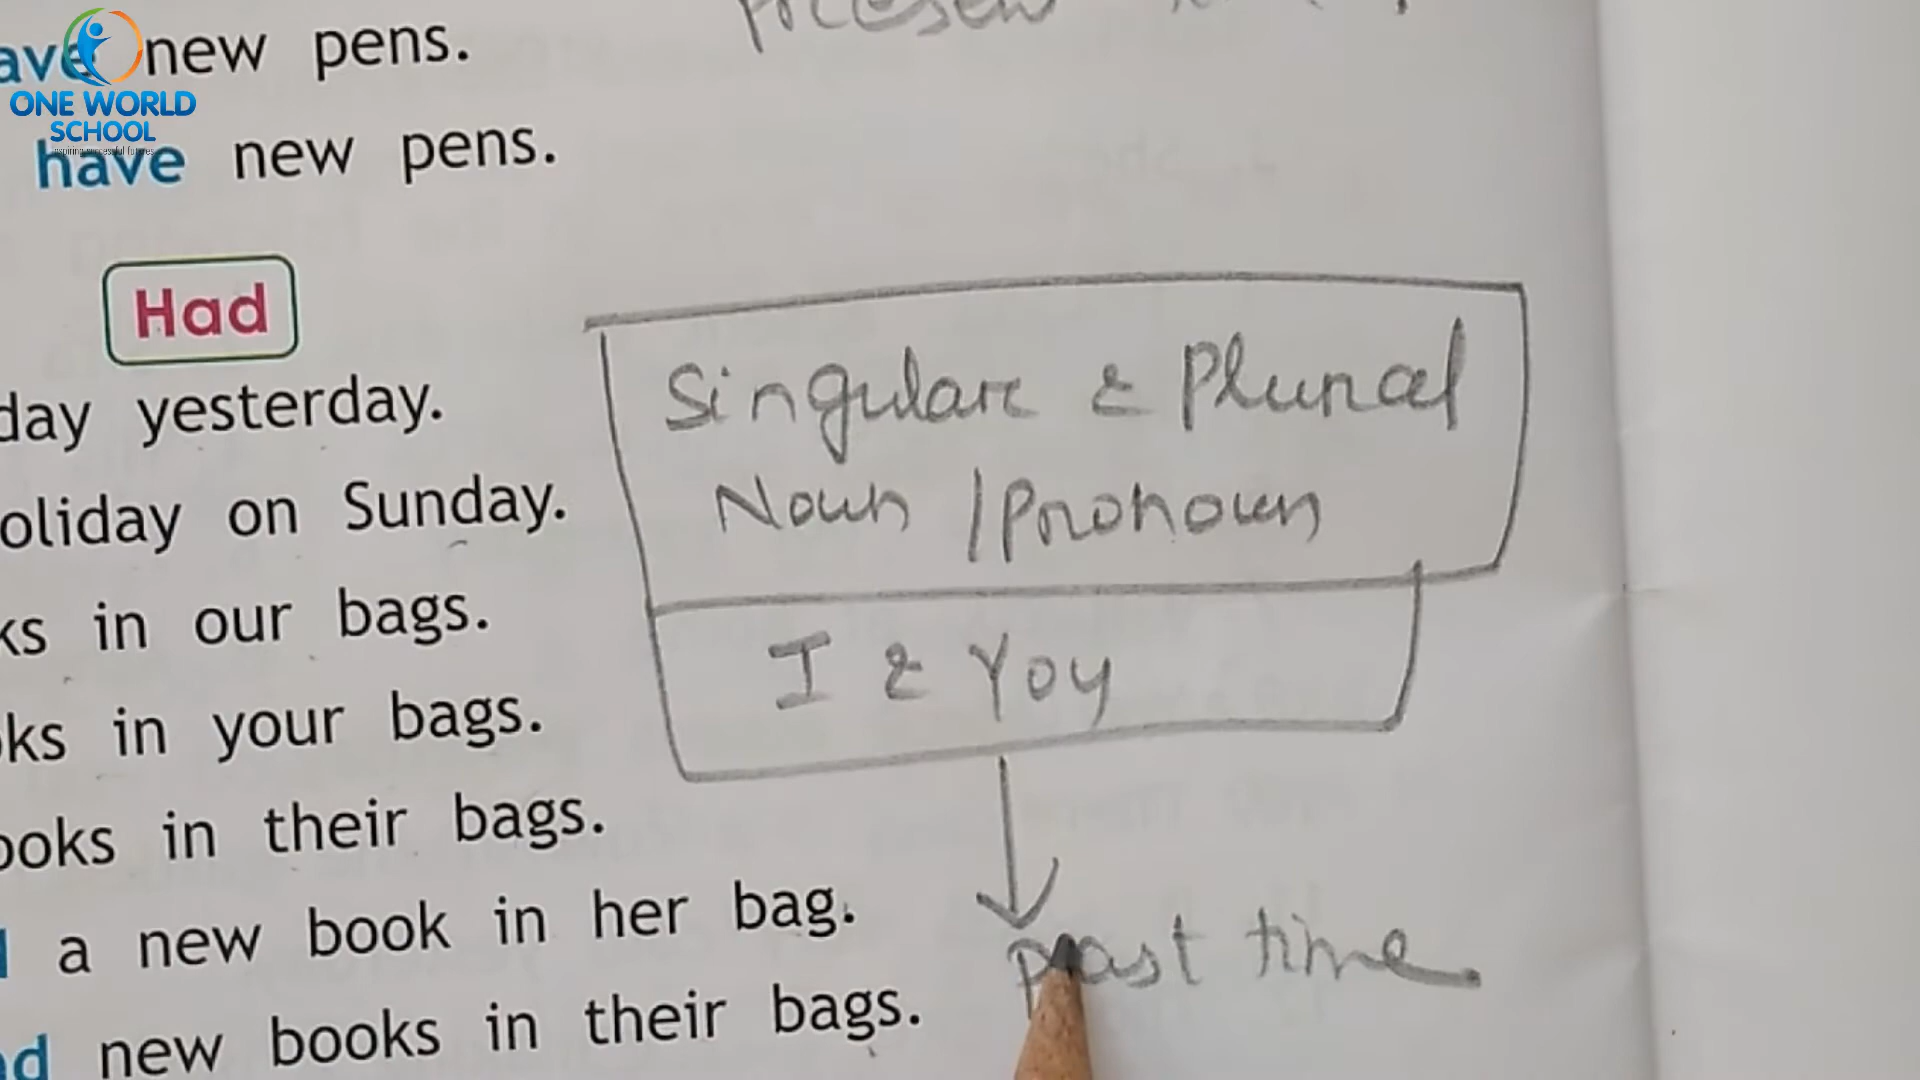 new pens.
ONE WORLD
SCHOOL
have new pens.
Had
day yesterday.
Singular & Plural
oliday on Sunday.
Noun / Pronoun
ks in our bags.
I & You
ks in your bags.
ooks in their bags.
a new book in her bag.
past time
new books in their bags.